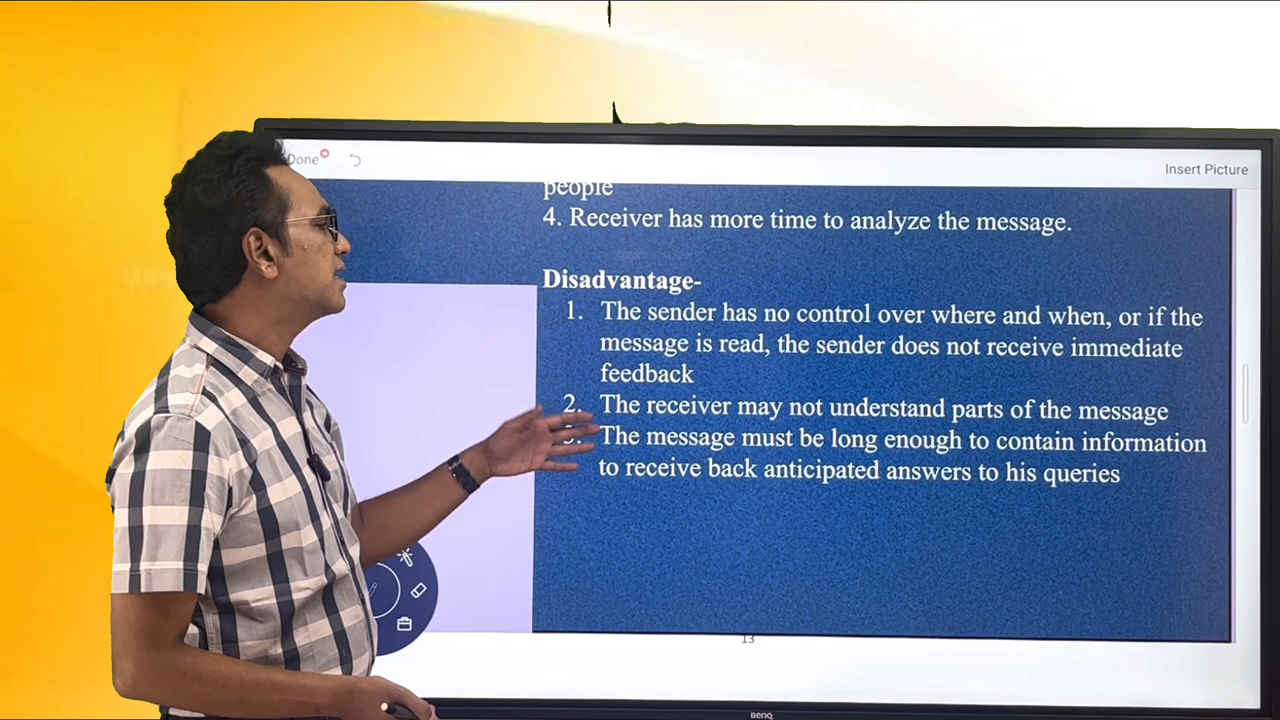 Done
Insert Picture
people
4. Receiver has more time to analyze the message.
Disadvantage-
1. The sender has no control over where and when, or if the
message is read, the sender does not receive immediate
feedback
2. The receiver may not understand parts of the message
3. The message must be long enough to contain information
to receive back anticipated answers to his queries
13
BenQ